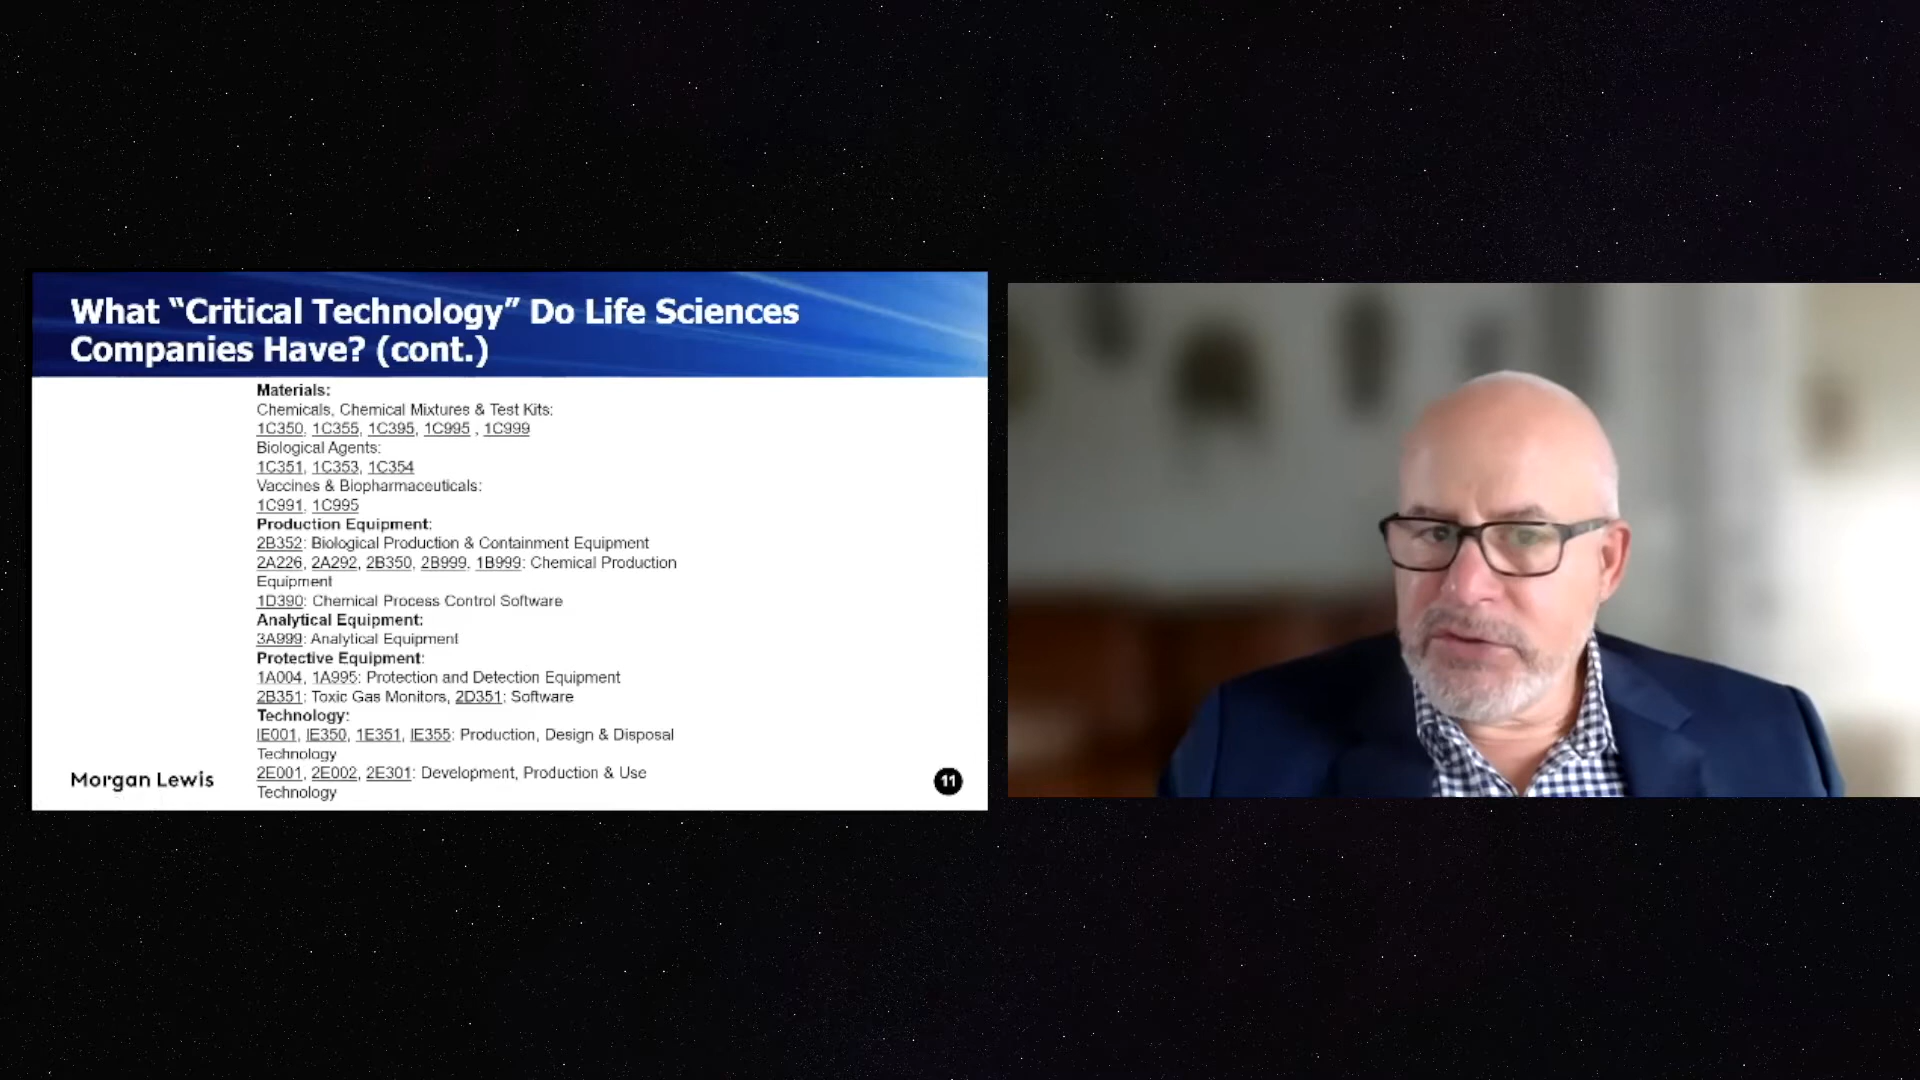 What “Critical Technology” Do Life Sciences
Companies Have? (cont.)
Materials:
Chemicals, Chemical Mixtures & Test Kits:
1C350, 1C355, 1C395, 1C995 , 1C999
Biological Agents:
1C351, 1C353, 1C354
Vaccines & Biopharmaceuticals:
1C991, 1C995
Production Equipment:
2B352: Biological Production & Containment Equipment
2A226, 2A292, 2B350, 2B999. 1B999: Chemical Production
Equipment
1D390: Chemical Process Control Software
Analytical Equipment:
3A999: Analytical Equipment
Protective Equipment:
1A004, 1A995: Protection and Detection Equipment
2B351: Toxic Gas Monitors, 2D351: Software
Technology:
IE001, IE350, 1E351, IE355: Production, Design & Disposal
Technology
2E001, 2E002, 2E301: Development, Production & Use
Technology
Morgan Lewis
11